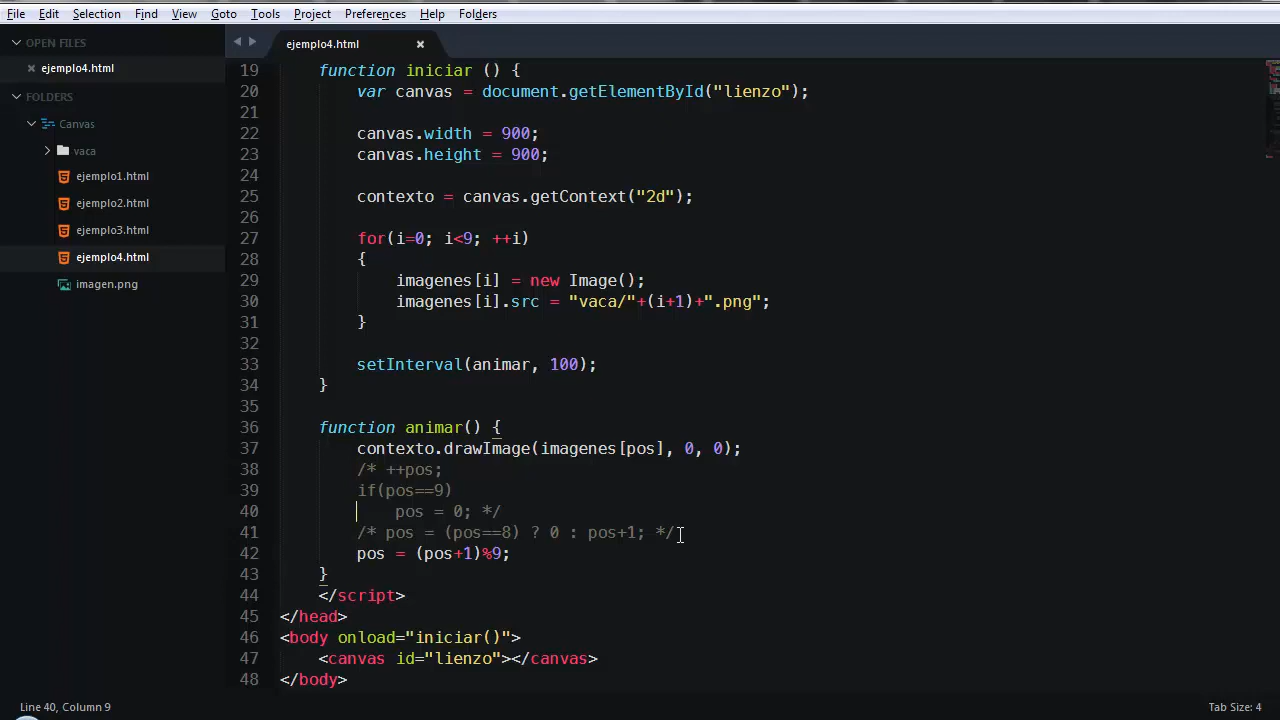 File Edit Selection Find View Goto Tools Project Preferences Help Folders
OPEN FILES
ejemplo4.html
FOLDERS
Canvas
vaca
ejemplo1.html
ejemplo2.html
ejemplo3.html
ejemplo4.html
imagen.png
ejemplo4.html
19 function iniciar () {
20 var canvas = document.getElementById("lienzo");
21
22 canvas.width = 900;
23 canvas.height = 900;
24
25 contexto = canvas.getContext("2d");
26
27 for(i=0; i<9; ++i)
28 {
29 imagenes[i] = new Image();
30 imagenes[i].src = "vaca/"+(i+1)+".png";
31 }
32
33 setInterval(animar, 100);
34 }
35
36 function animar() {
37 contexto.drawImage(imagenes[pos], 0, 0);
38 /* ++pos;
39 if(pos==9)
40 pos = 0; */
41 /* pos = (pos==8) ? 0 : pos+1; */
42 pos = (pos+1)%9;
43 }
44 </script>
45 </head>
46 <body onload="iniciar()">
47 <canvas id="lienzo"></canvas>
48 </body>
Line 40, Column 9
Tab Size: 4